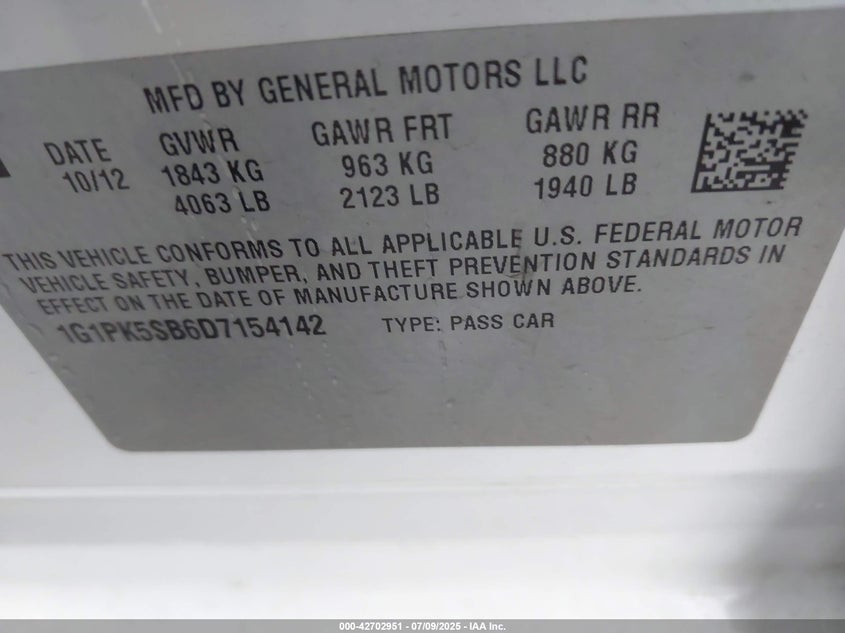 MFD BY GENERAL MOTORS LLC
DATE GVWR GAWR FRT GAWR RR
10/12 1843 KG 963 KG 880 KG
4063 LB 2123 LB 1940 LB
THIS VEHICLE CONFORMS TO ALL APPLICABLE U.S. FEDERAL MOTOR
VEHICLE SAFETY, BUMPER, AND THEFT PREVENTION STANDARDS IN
EFFECT ON THE DATE OF MANUFACTURE SHOWN ABOVE.
1G1PK5SB6D7154142 TYPE: PASS CAR
000-42702951 - 07/09/2025 - IAA Inc.